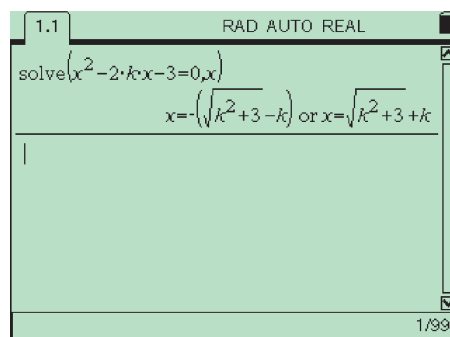 1.1 RAD AUTO REAL
solve(x²-2·k·x-3=0,x)
x=-(√k²+3-k) or x=√k²+3+k
1/99